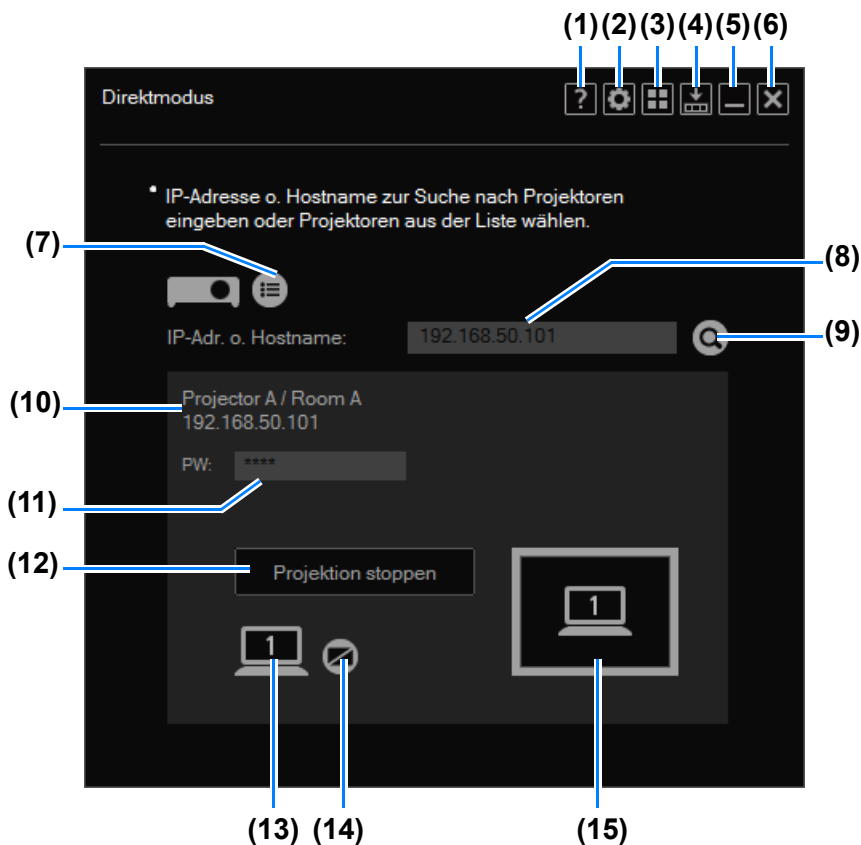 (1) (2) (3) (4) (5) (6)
Direktmodus
?
• IP-Adresse o. Hostname zur Suche nach Projektoren
eingeben oder Projektoren aus der Liste wählen.
(7)
(8)
IP-Adr. o. Hostname: 192.168.50.101
(9)
(10)
Projector A / Room A
192.168.50.101
PW: ****
(11)
(12)
Projektion stoppen
1
1
(13) (14) (15)